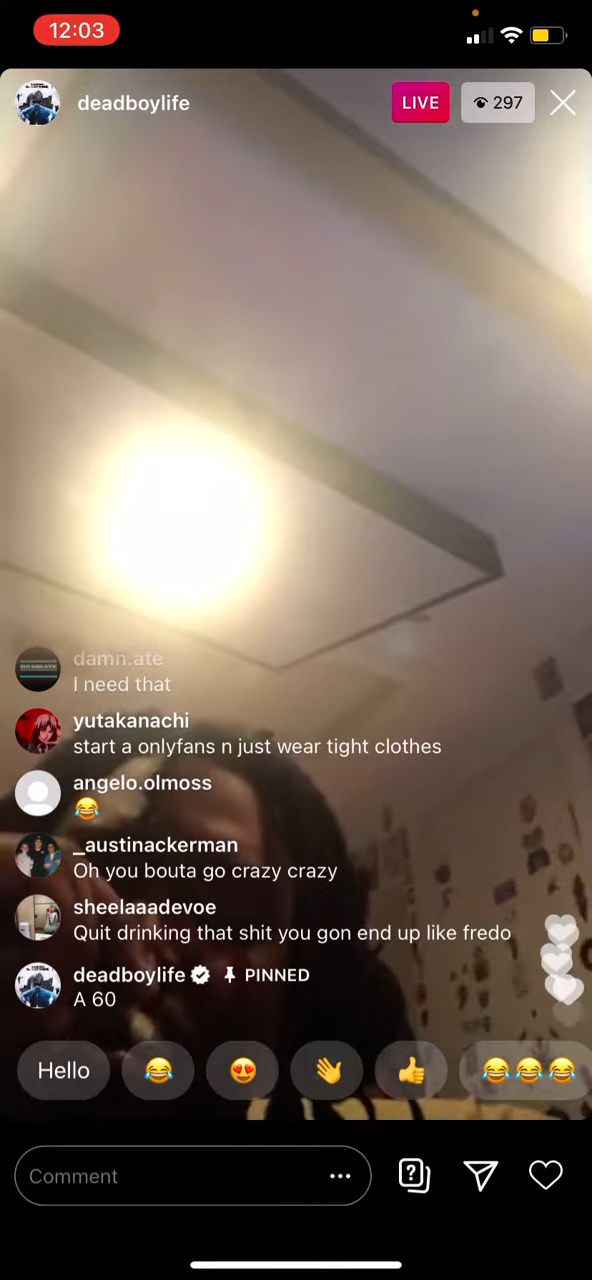 12:03
deadboylife
LIVE
297
damn.ate
I need that
yutakanachi
start a onlyfans n just wear tight clothes
angelo.olmoss
😂
_austinackerman
Oh you bouta go crazy crazy
sheelaaadevoe
Quit drinking that shit you gon end up like fredo
deadboylife PINNED
A 60
Hello 😂 😍 👋 👍 😂😂😂
Comment